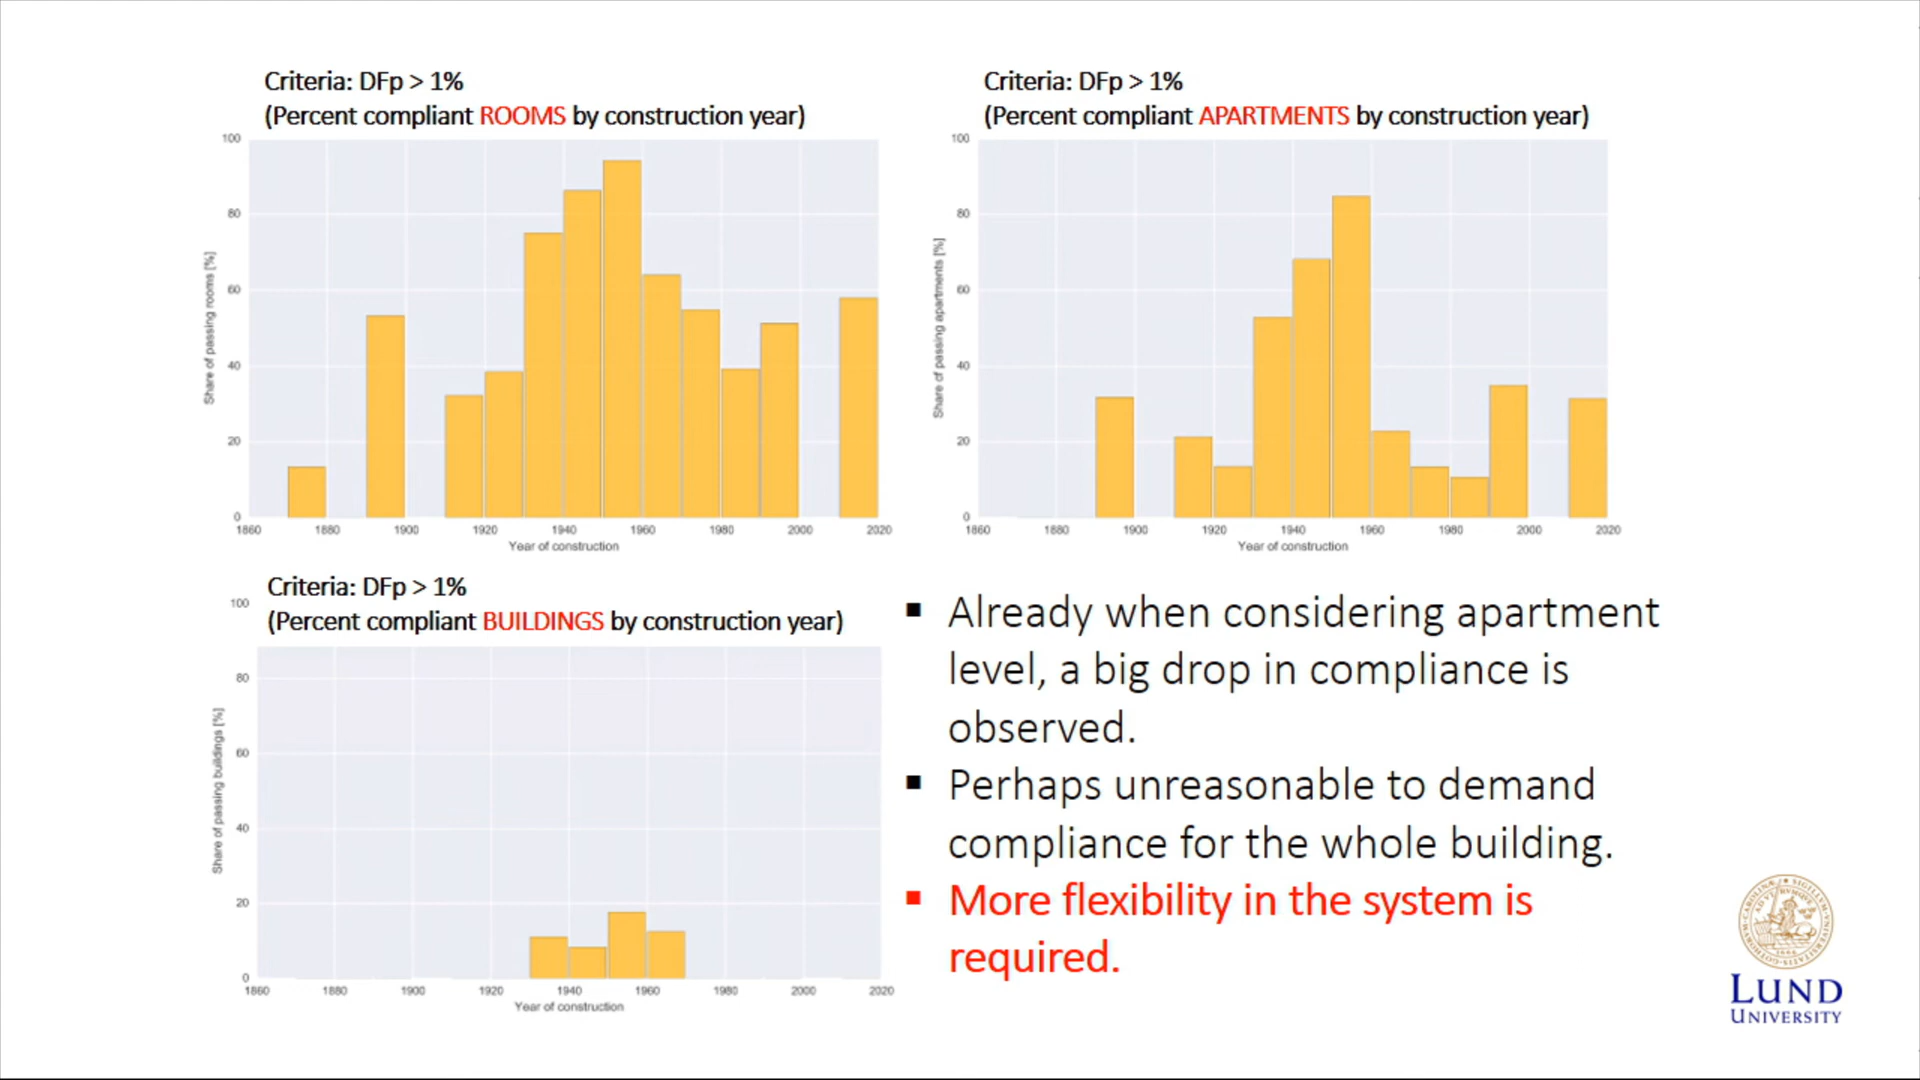 Criteria: DFp > 1%
(Percent compliant ROOMS by construction year)
100
80
60
40
20
0
Share of passing rooms [%]
1860 1880 1900 1920 1940 1960 1980 2000 2020
Year of construction
Criteria: DFp > 1%
(Percent compliant APARTMENTS by construction year)
100
80
60
40
20
0
Share of passing apartments [%]
1860 1880 1900 1920 1940 1960 1980 2000 2020
Year of construction
Criteria: DFp > 1%
(Percent compliant BUILDINGS by construction year)
100
80
60
40
20
0
Share of passing buildings [%]
1860 1880 1900 1920 1940 1960 1980 2000 2020
Year of construction
▪ Already when considering apartment
level, a big drop in compliance is
observed.
▪ Perhaps unreasonable to demand
compliance for the whole building.
▪ More flexibility in the system is
required.
LUND
UNIVERSITY